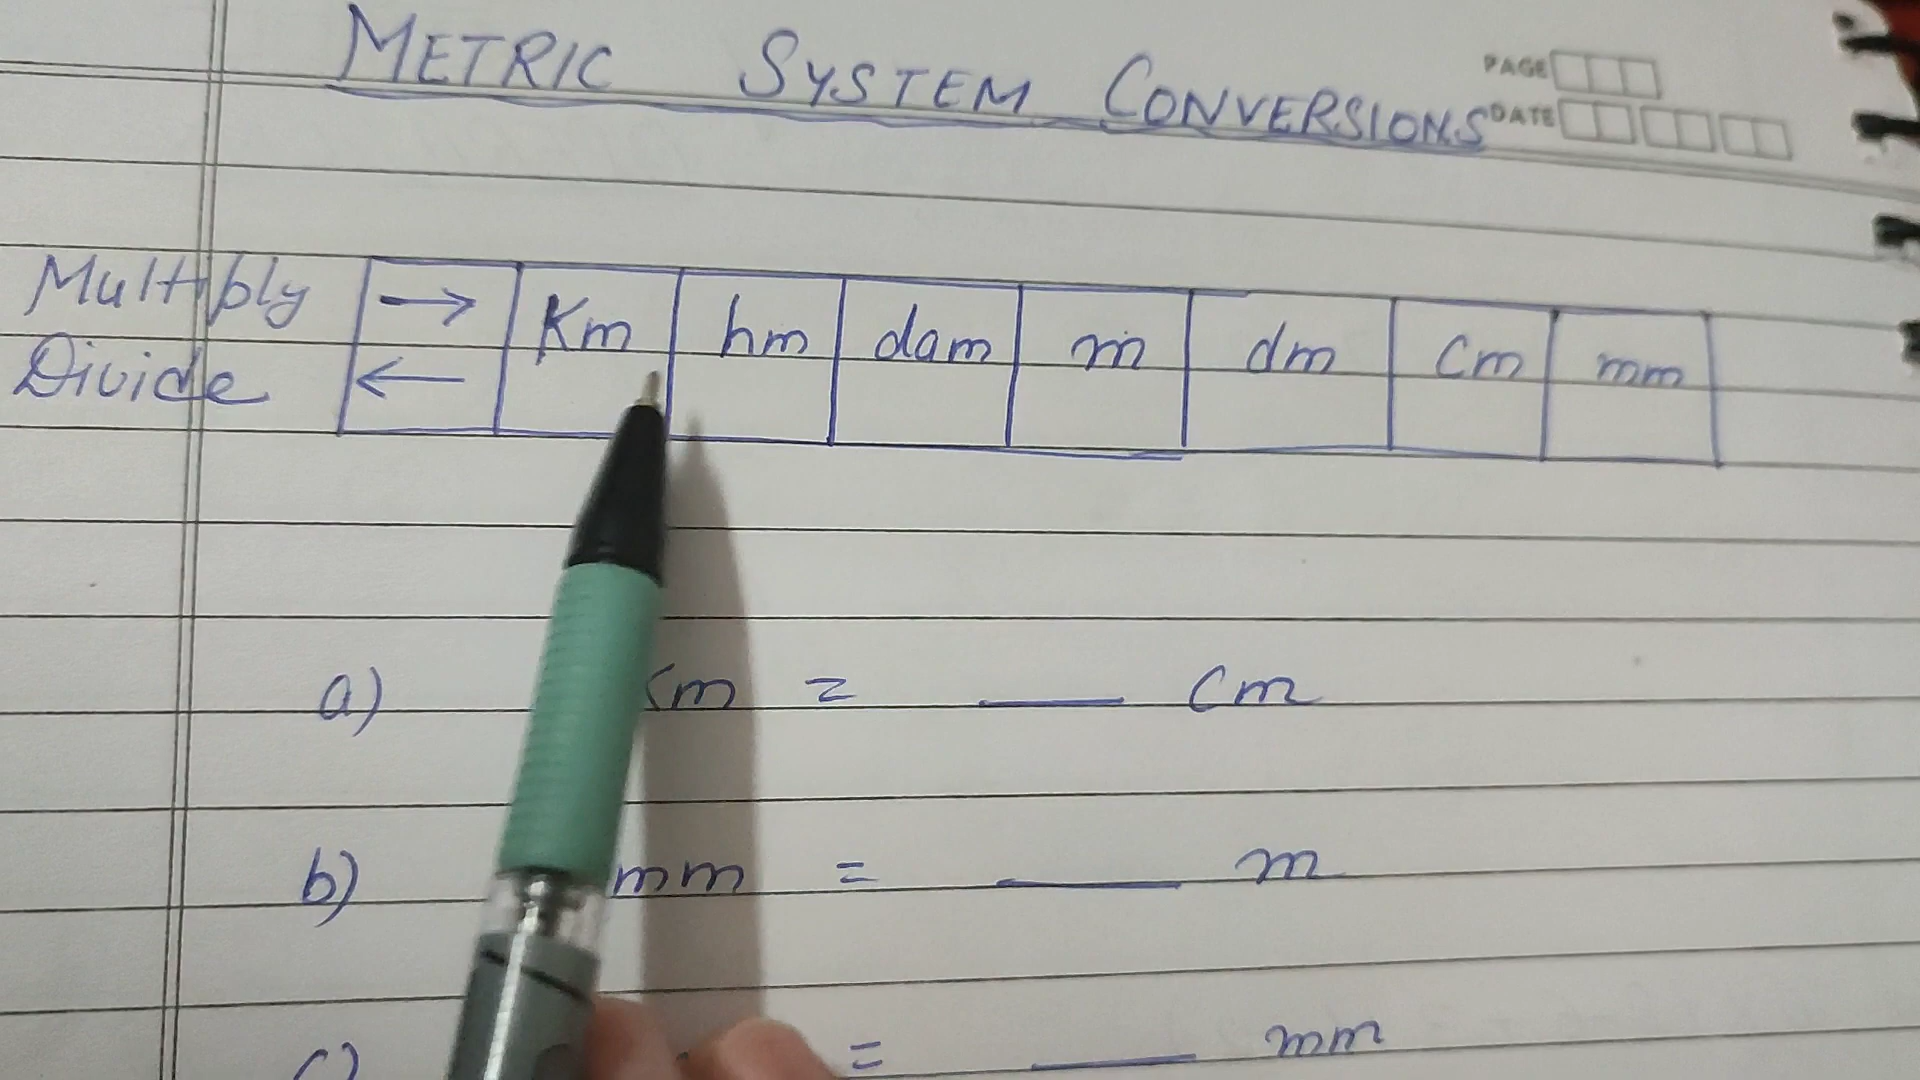 METRIC SYSTEM CONVERSIONS
PAGE
DATE
Multiply → Km hm dam m dm Cm mm
Divide ←
a) Km = ___ Cm
b) mm = ___ m
c) = ___ mm